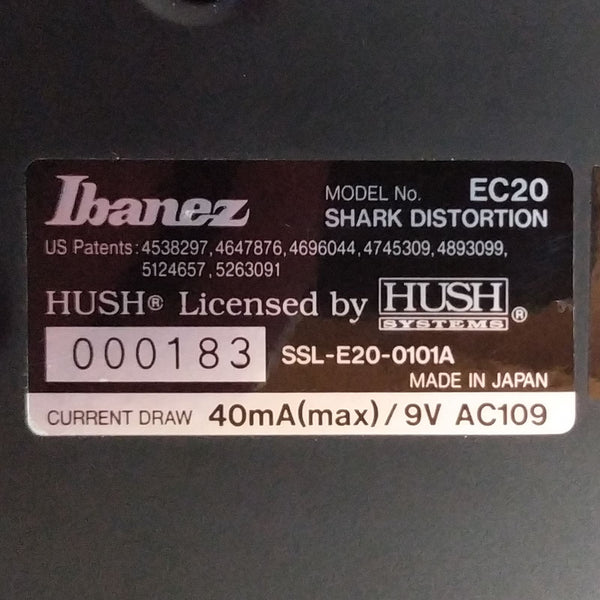 Ibanez MODEL No. EC20
SHARK DISTORTION
US Patents: 4538297, 4647876, 4696044, 4745309, 4893099,
5124657, 5263091
HUSH® Licensed by HUSH SYSTEMS®
000183 SSL-E20-0101A
MADE IN JAPAN
CURRENT DRAW 40mA(max)/9V AC109